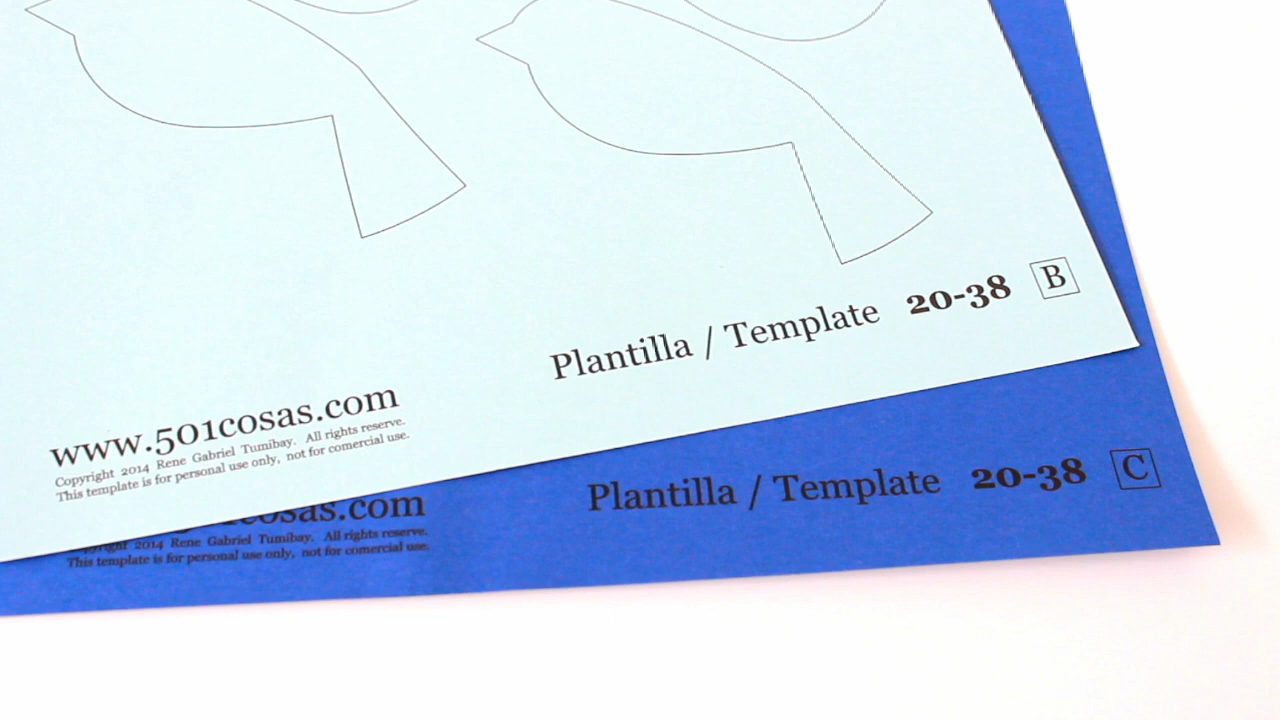 Plantilla / Template 20-38 B
www.501cosas.com
Copyright 2014 Rene Gabriel Tumibay. All rights reserve.
This template is for personal use only, not for comercial use.
Plantilla / Template 20-38 C
501cosas.com
Copyright 2014 Rene Gabriel Tumibay. All rights reserve.
This template is for personal use only, not for comercial use.